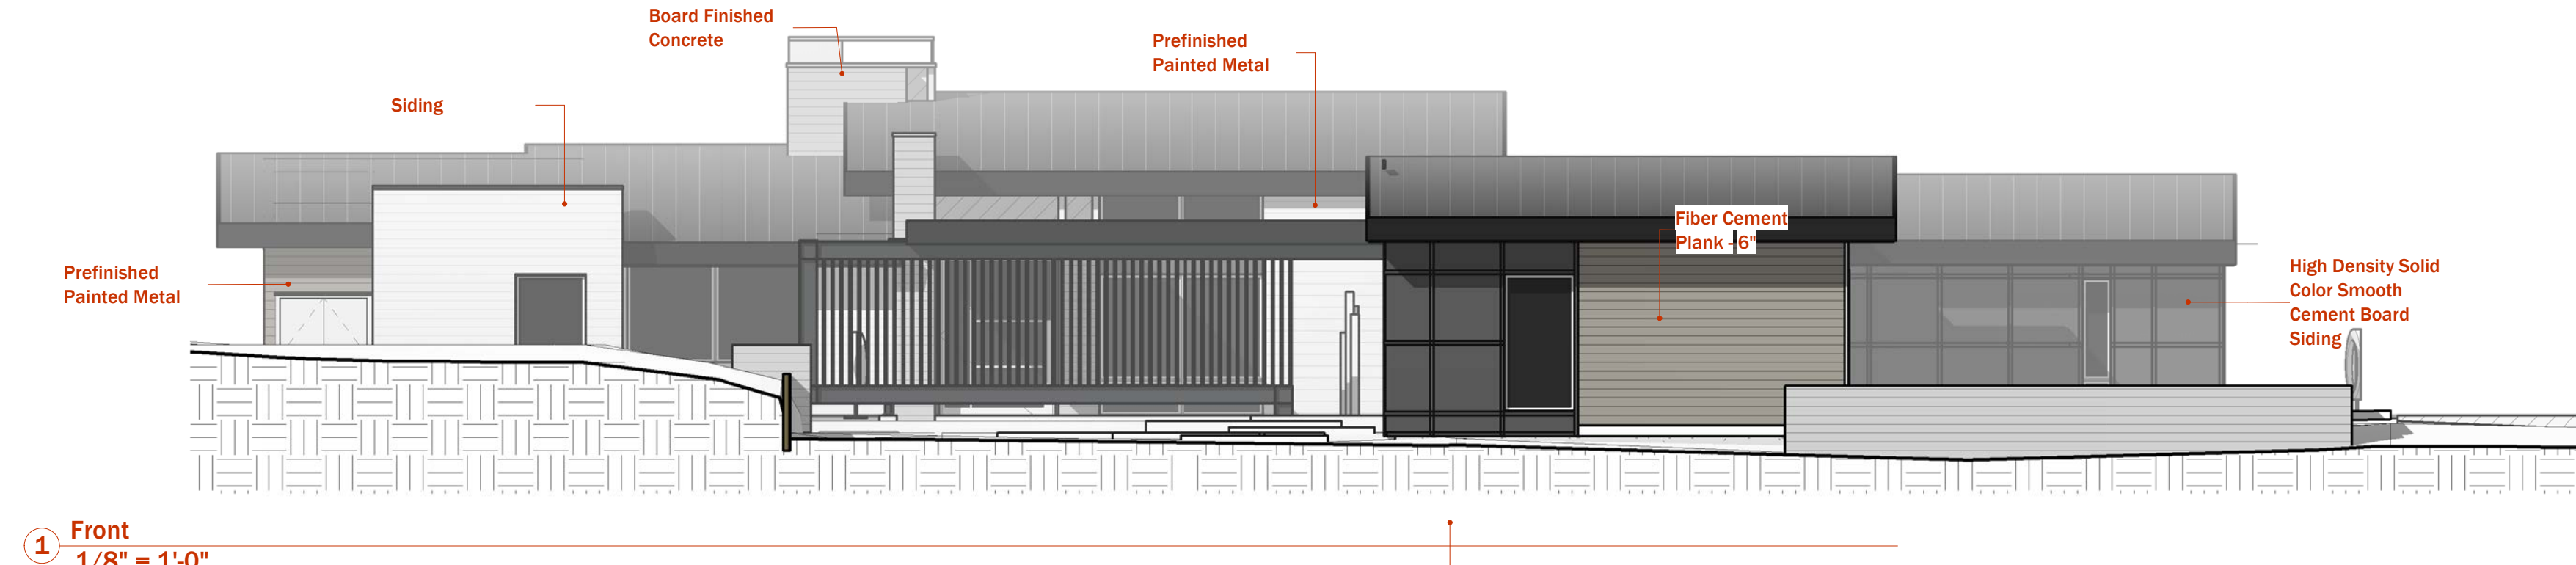 Board Finished
Concrete
Prefinished
Painted Metal
Siding
Fiber Cement
Plank - 6"
Prefinished
Painted Metal
High Density Solid
Color Smooth
Cement Board
Siding
1
Front
1/8" = 1'-0"